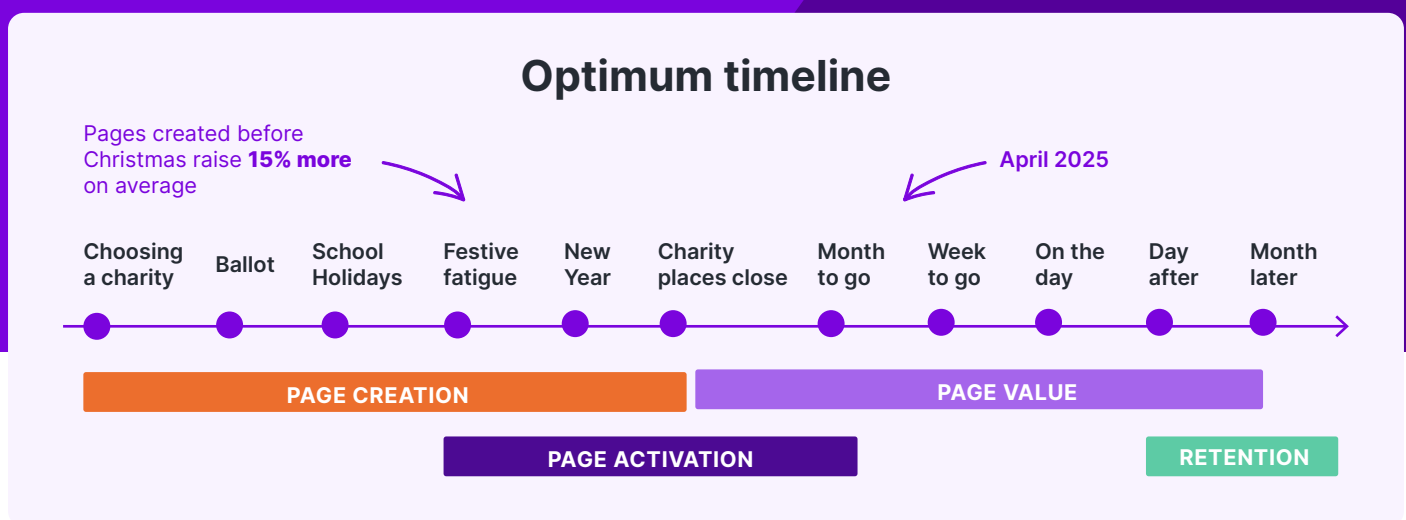 Optimum timeline
Pages created before
Christmas raise 15% more
on average
April 2025
Choosing
a charity
Ballot
School
Holidays
Festive
fatigue
New
Year
Charity
places close
Month
to go
Week
to go
On the
day
Day
after
Month
later
PAGE CREATION
PAGE VALUE
PAGE ACTIVATION
RETENTION